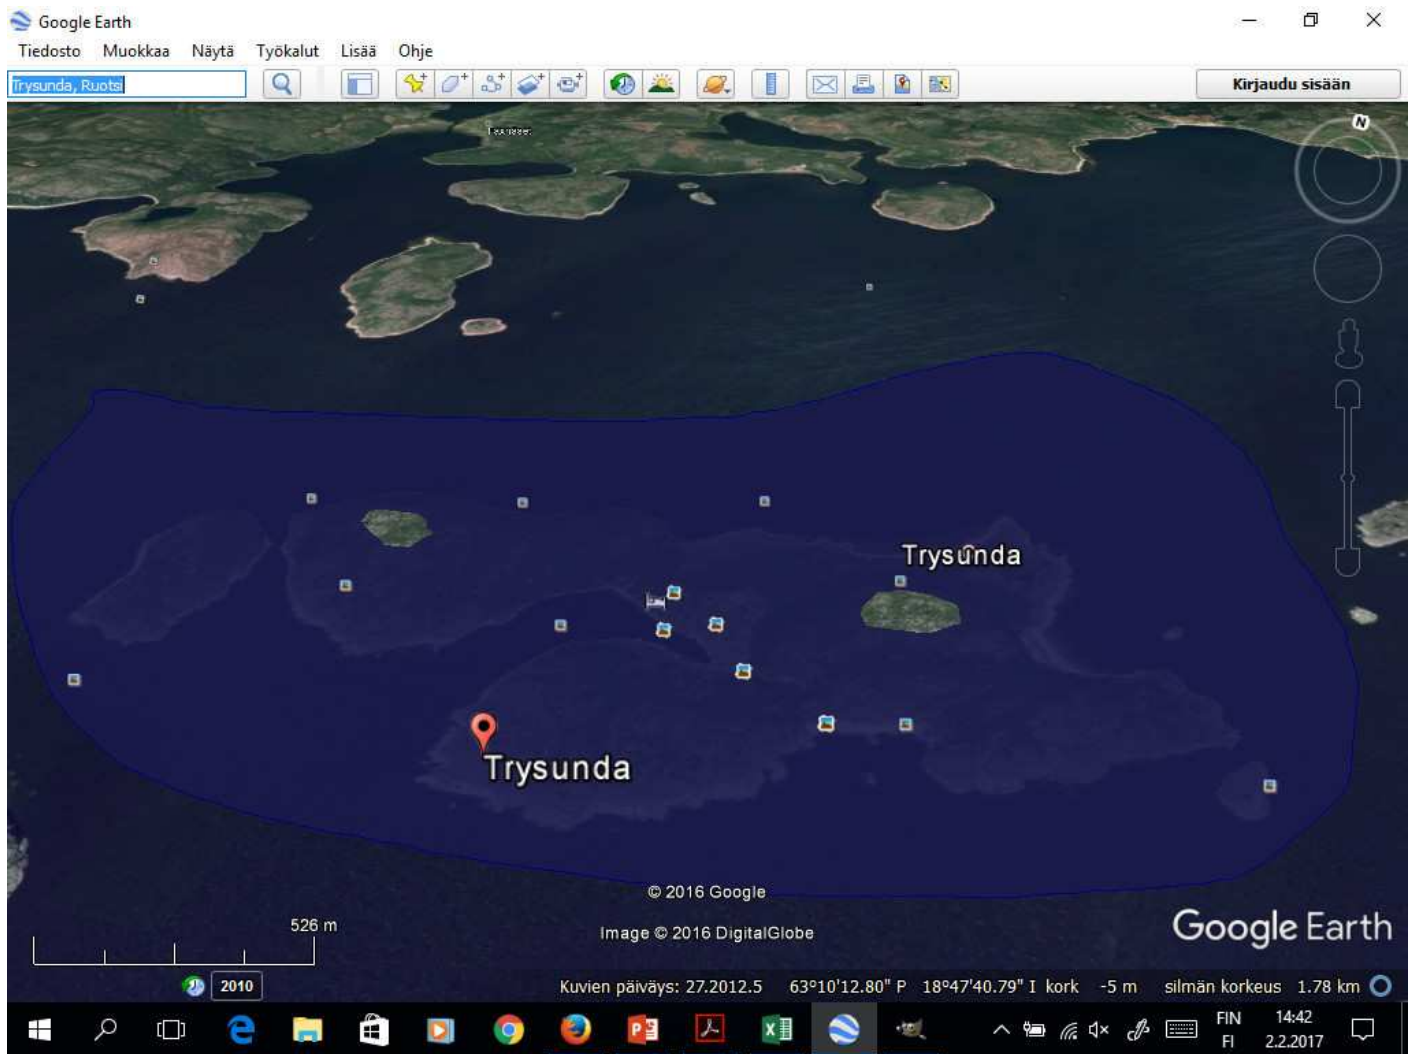 Google Earth
Tiedosto Muokkaa Näytä Työkalut Lisää Ohje
Trysunda, Ruotsi
Kirjaudu sisään
N
Trysunda
Trysunda
© 2016 Google
526 m
Image © 2016 DigitalGlobe
Google Earth
2010
Kuvien päiväys: 27.2012.5 63°10'12.80" P 18°47'40.79" I kork -5 m silmän korkeus 1.78 km
FIN 14:42
FI 2.2.2017